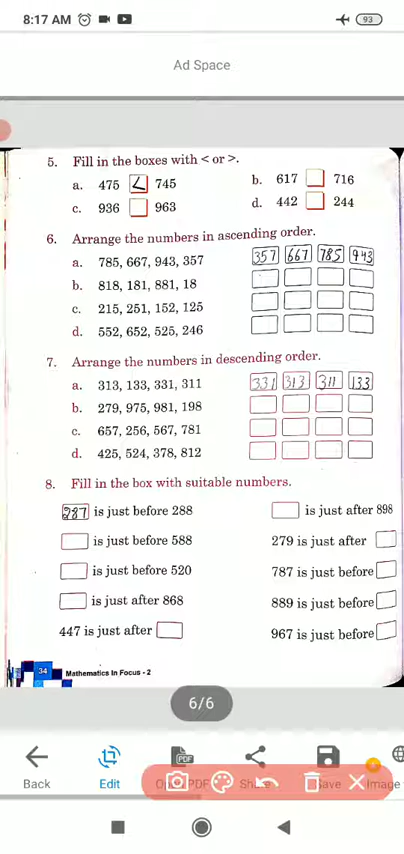 8:17 AM
93
Ad Space
5. Fill in the boxes with < or >.
a. 475 < 745 b. 617 716
c. 936 963 d. 442 244
6. Arrange the numbers in ascending order.
a. 785, 667, 943, 357 357 667 785 943
b. 818, 181, 881, 18
c. 215, 251, 152, 125
d. 552, 652, 525, 246
7. Arrange the numbers in descending order.
a. 313, 133, 331, 311 331 313 311 133
b. 279, 975, 981, 198
c. 657, 256, 567, 781
d. 425, 524, 378, 812
8. Fill in the box with suitable numbers.
287 is just before 288 is just after 898
is just before 588 279 is just after
is just before 520 787 is just before
is just after 868 889 is just before
447 is just after 967 is just before
34 Mathematics In Focus - 2
6/6
Back Edit PDF Share Save Image